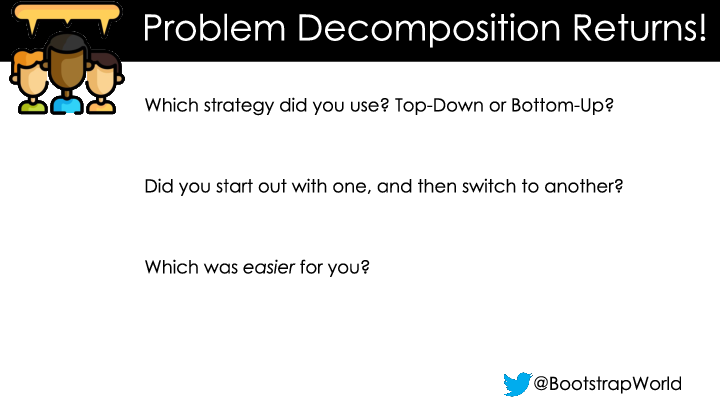 Problem Decomposition Returns!
Which strategy did you use? Top-Down or Bottom-Up?
Did you start out with one, and then switch to another?
Which was easier for you?
@BootstrapWorld